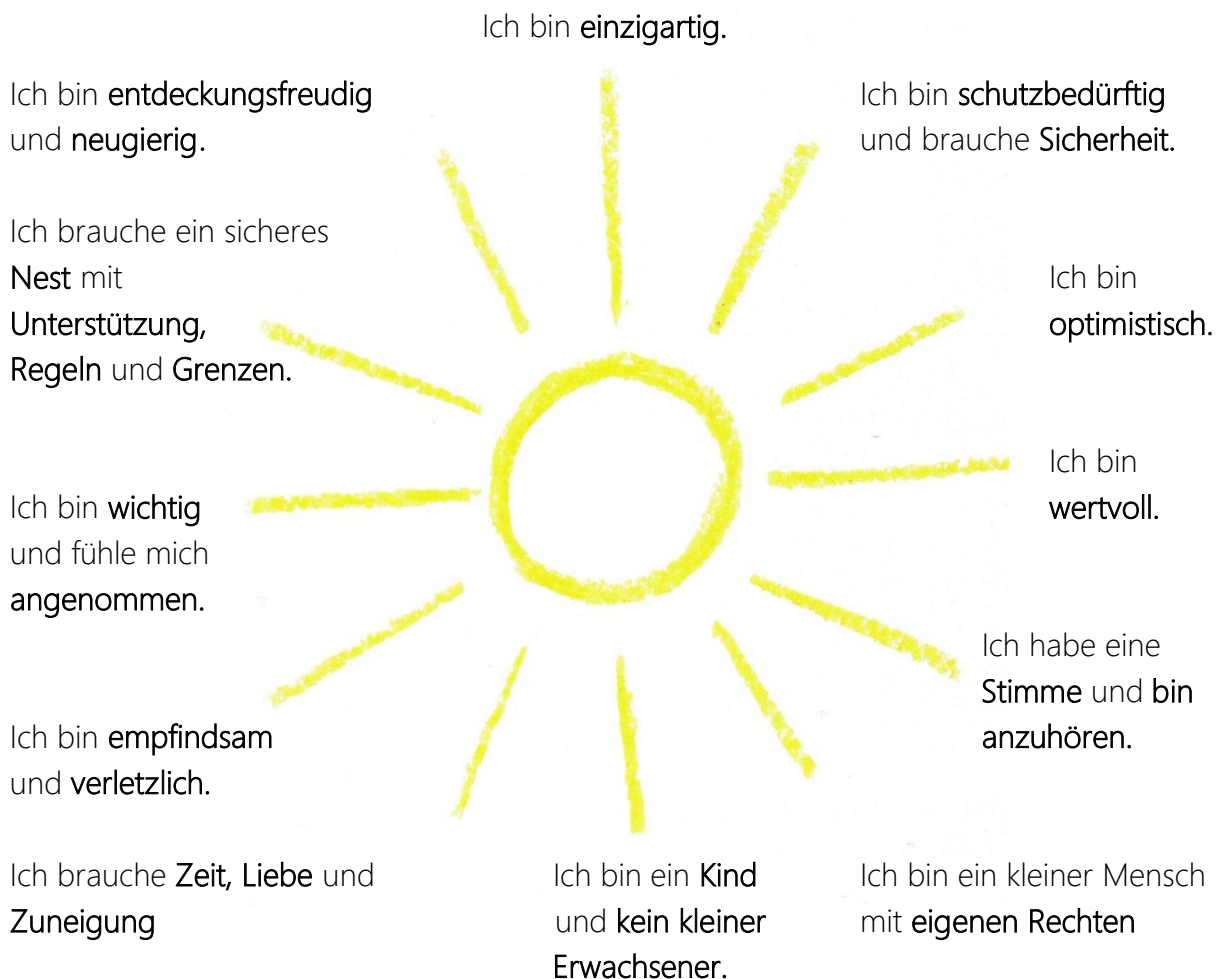 Ich bin einzigartig.
Ich bin entdeckungsfreudig
und neugierig.
Ich bin schutzbedürftig
und brauche Sicherheit.
Ich brauche ein sicheres
Nest mit
Unterstützung,
Regeln und Grenzen.
Ich bin
optimistisch.
Ich bin wichtig
und fühle mich
angenommen.
Ich bin
wertvoll.
Ich bin empfindsam
und verletzlich.
Ich habe eine
Stimme und bin
anzuhören.
Ich brauche Zeit, Liebe und
Zuneigung
Ich bin ein Kind
und kein kleiner
Erwachsener.
Ich bin ein kleiner Mensch
mit eigenen Rechten